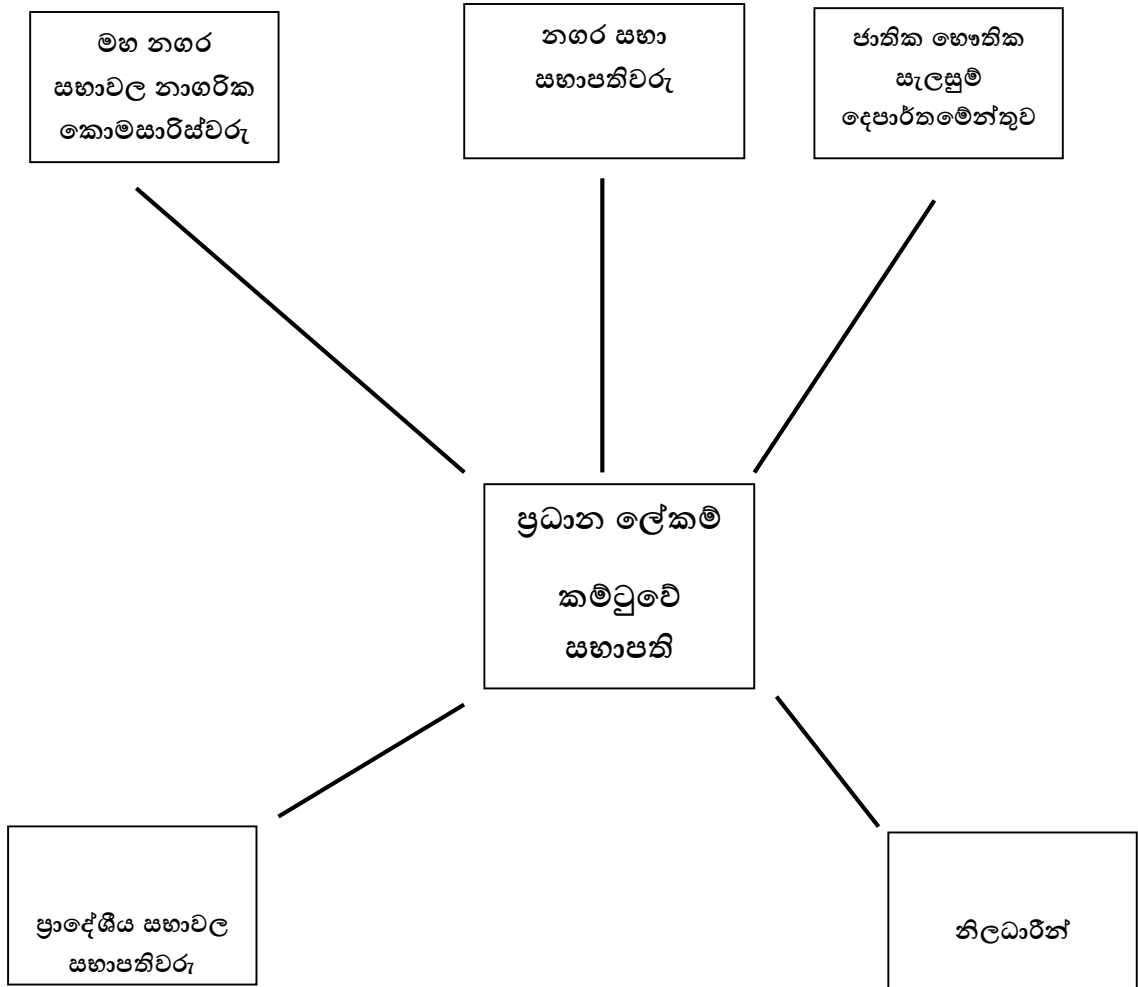 මහ නගර
සභාවල නාගරික
කොමසාරිස්වරු
නගර සභා
සභාපතිවරු
ජාතික භෞතික
සැලසුම්
දෙපාර්තමේන්තුව
ප්‍රධාන ලේකම්
කම්ටුවේ
සභාපති
ප්‍රාදේශීය සභාවල
සභාපතිවරු
නිලධාරීන්